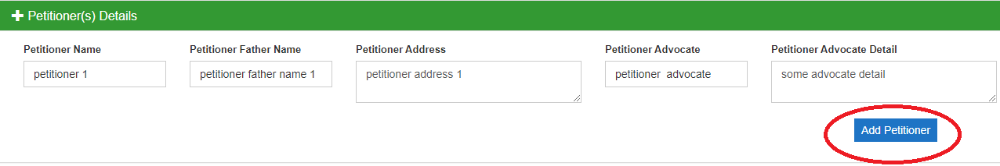 Petitioner(s) Details
Petitioner Name Petitioner Father Name Petitioner Address Petitioner Advocate Petitioner Advocate Detail
petitioner 1 petitioner father name 1 petitioner address 1 petitioner  advocate some advocate detail
Add Petitioner